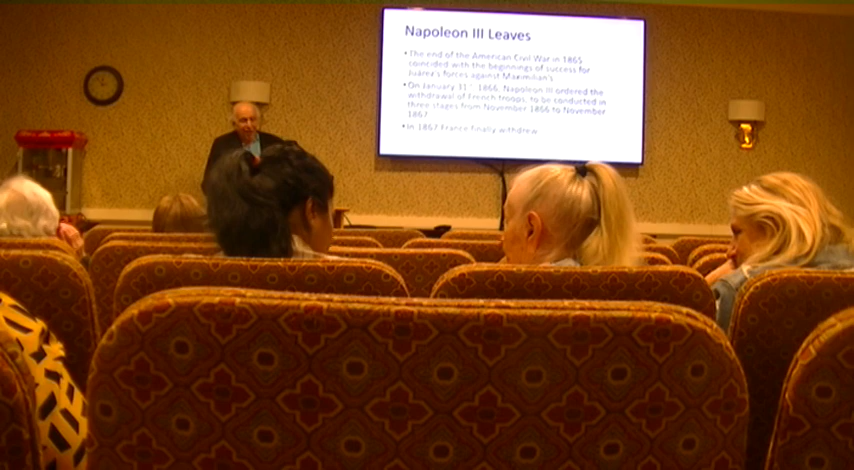 Napoleon III Leaves
• The end of the American Civil War in 1865
coincided with the beginnings of success for
Juárez's forces against Maximilian's
• On January 31 1866, Napoleon III ordered the
withdrawal of French troops, to be conducted in
three stages from November 1866 to November
1867
• In 1867 France finally withdrew